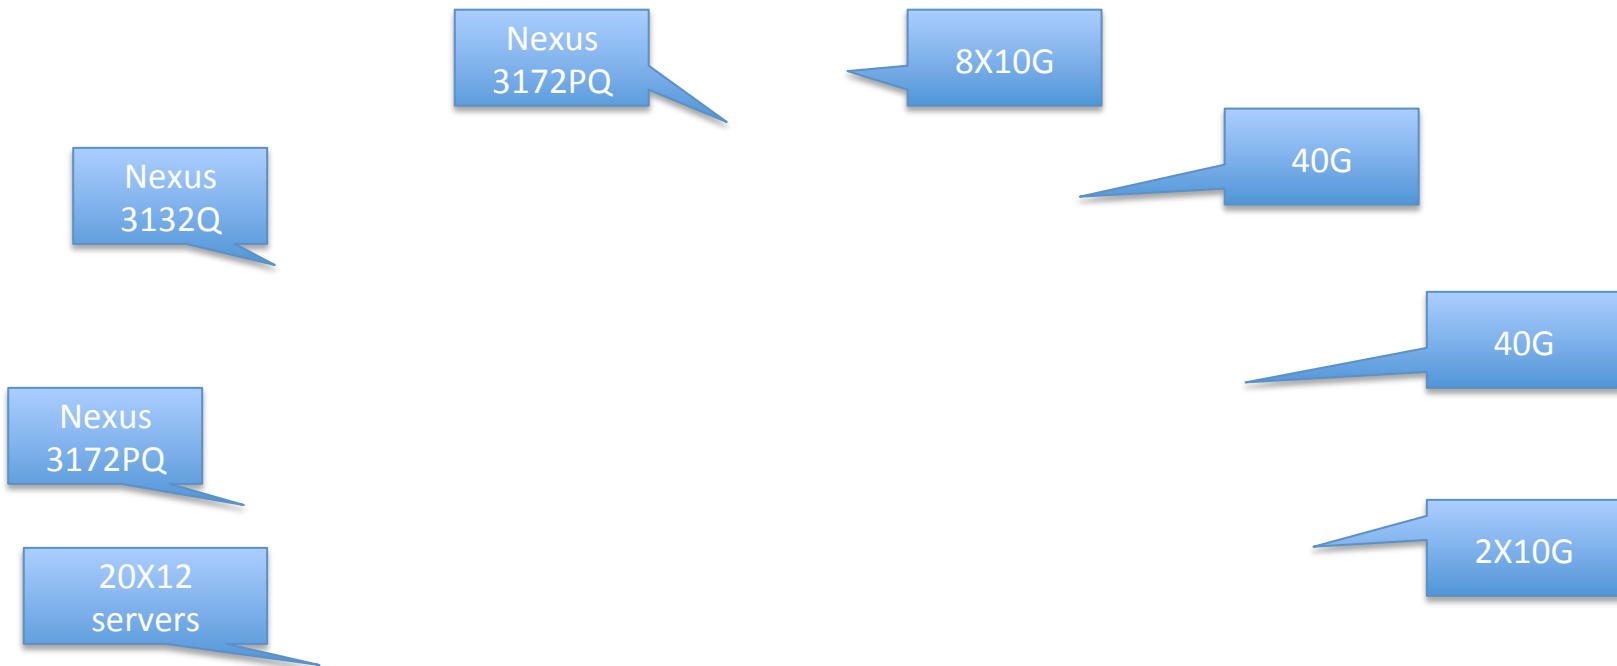 Nexus
3172PQ
8X10G
40G
Nexus
3132Q
40G
Nexus
3172PQ
2X10G
20X12
servers